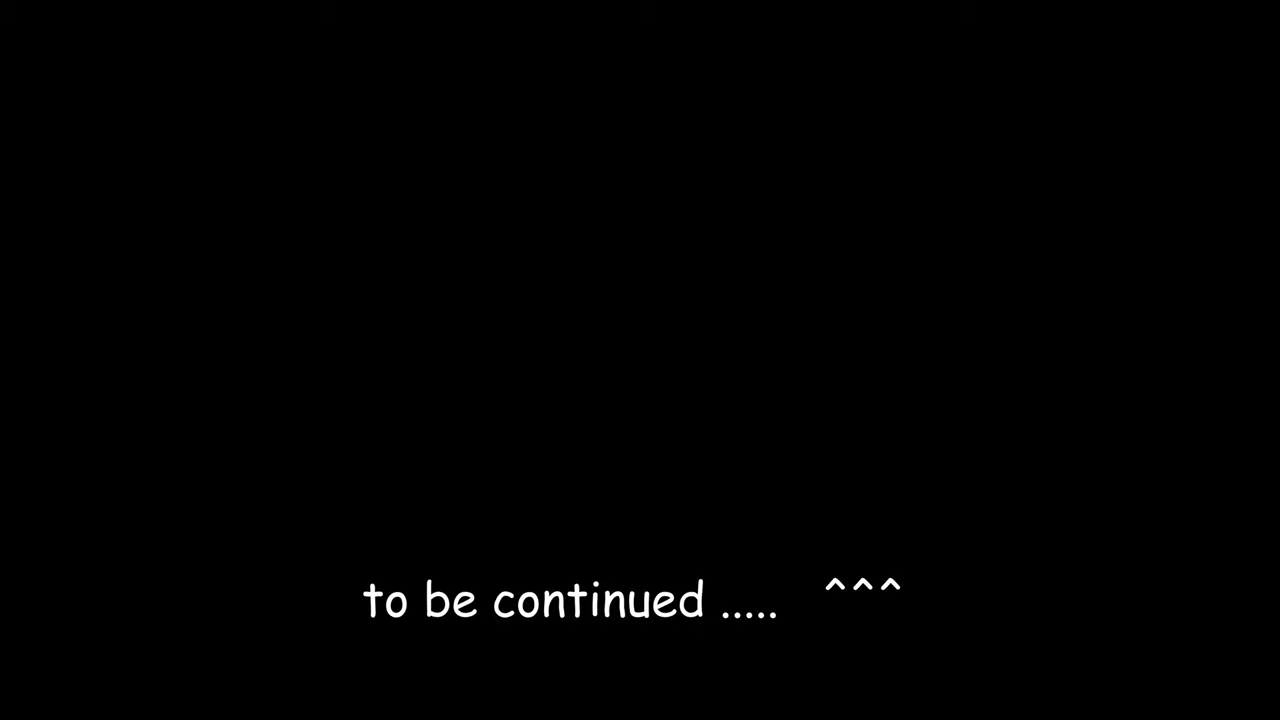 to be continued ..... ^^^